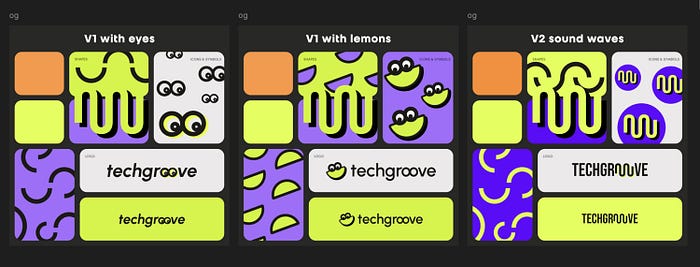 og
V1 with eyes
SHAPES
ICONS & SYMBOLS
LOGO
techgroove
techgroove
og
V1 with lemons
SHAPES
ICONS & SYMBOLS
LOGO
techgroove
techgroove
og
V2 sound waves
SHAPES
ICONS & SYMBOLS
LOGO
TECHGROOVE
TECHGROOVE